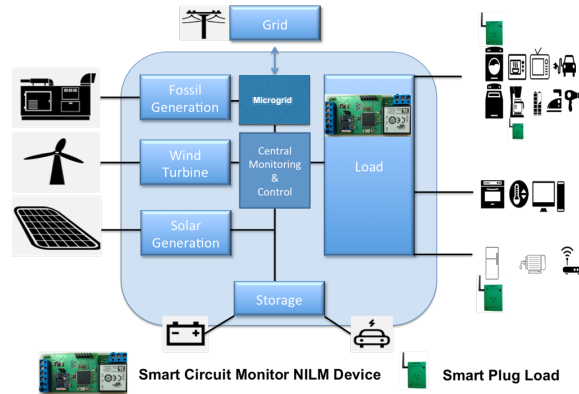 Grid
Fossil
Generation
Microgrid
Wind
Turbine
Central
Monitoring
&
Control
Load
Solar
Generation
Storage
Smart Circuit Monitor NILM Device
Smart Plug Load